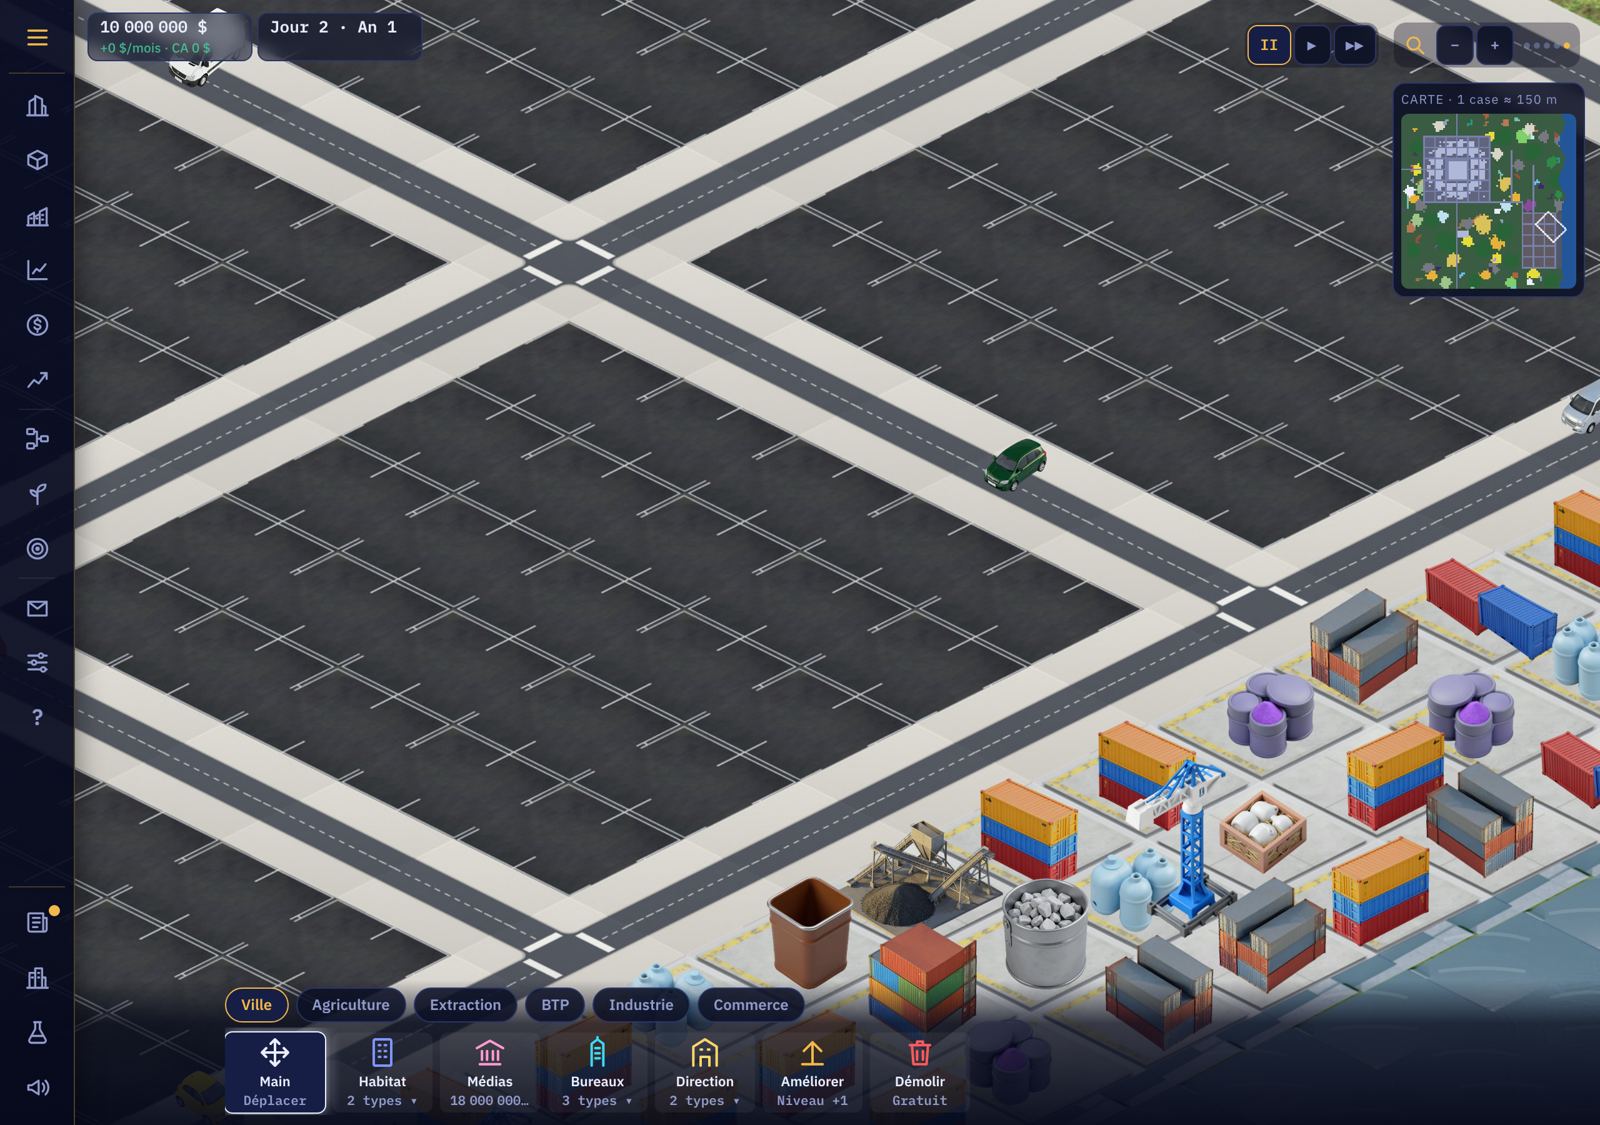 10 000 000 $
+0 $/mois · CA 0 $
Jour 2 · An 1
CARTE · 1 case ≈ 150 m
?
Ville
Agriculture
Extraction
BTP
Industrie
Commerce
Main
Déplacer
Habitat
2 types ▾
Médias
18 000 000…
Bureaux
3 types ▾
Direction
2 types ▾
Améliorer
Niveau +1
Démolir
Gratuit